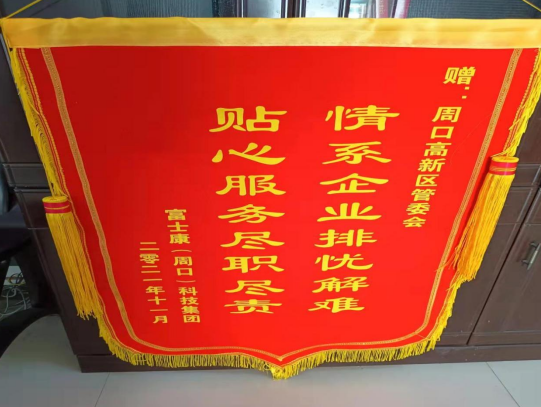 赠：周口高新区管委会
情系企业排忧解难
贴心服务尽职尽责
富士康（周口）科技集团
二零二一年十一月